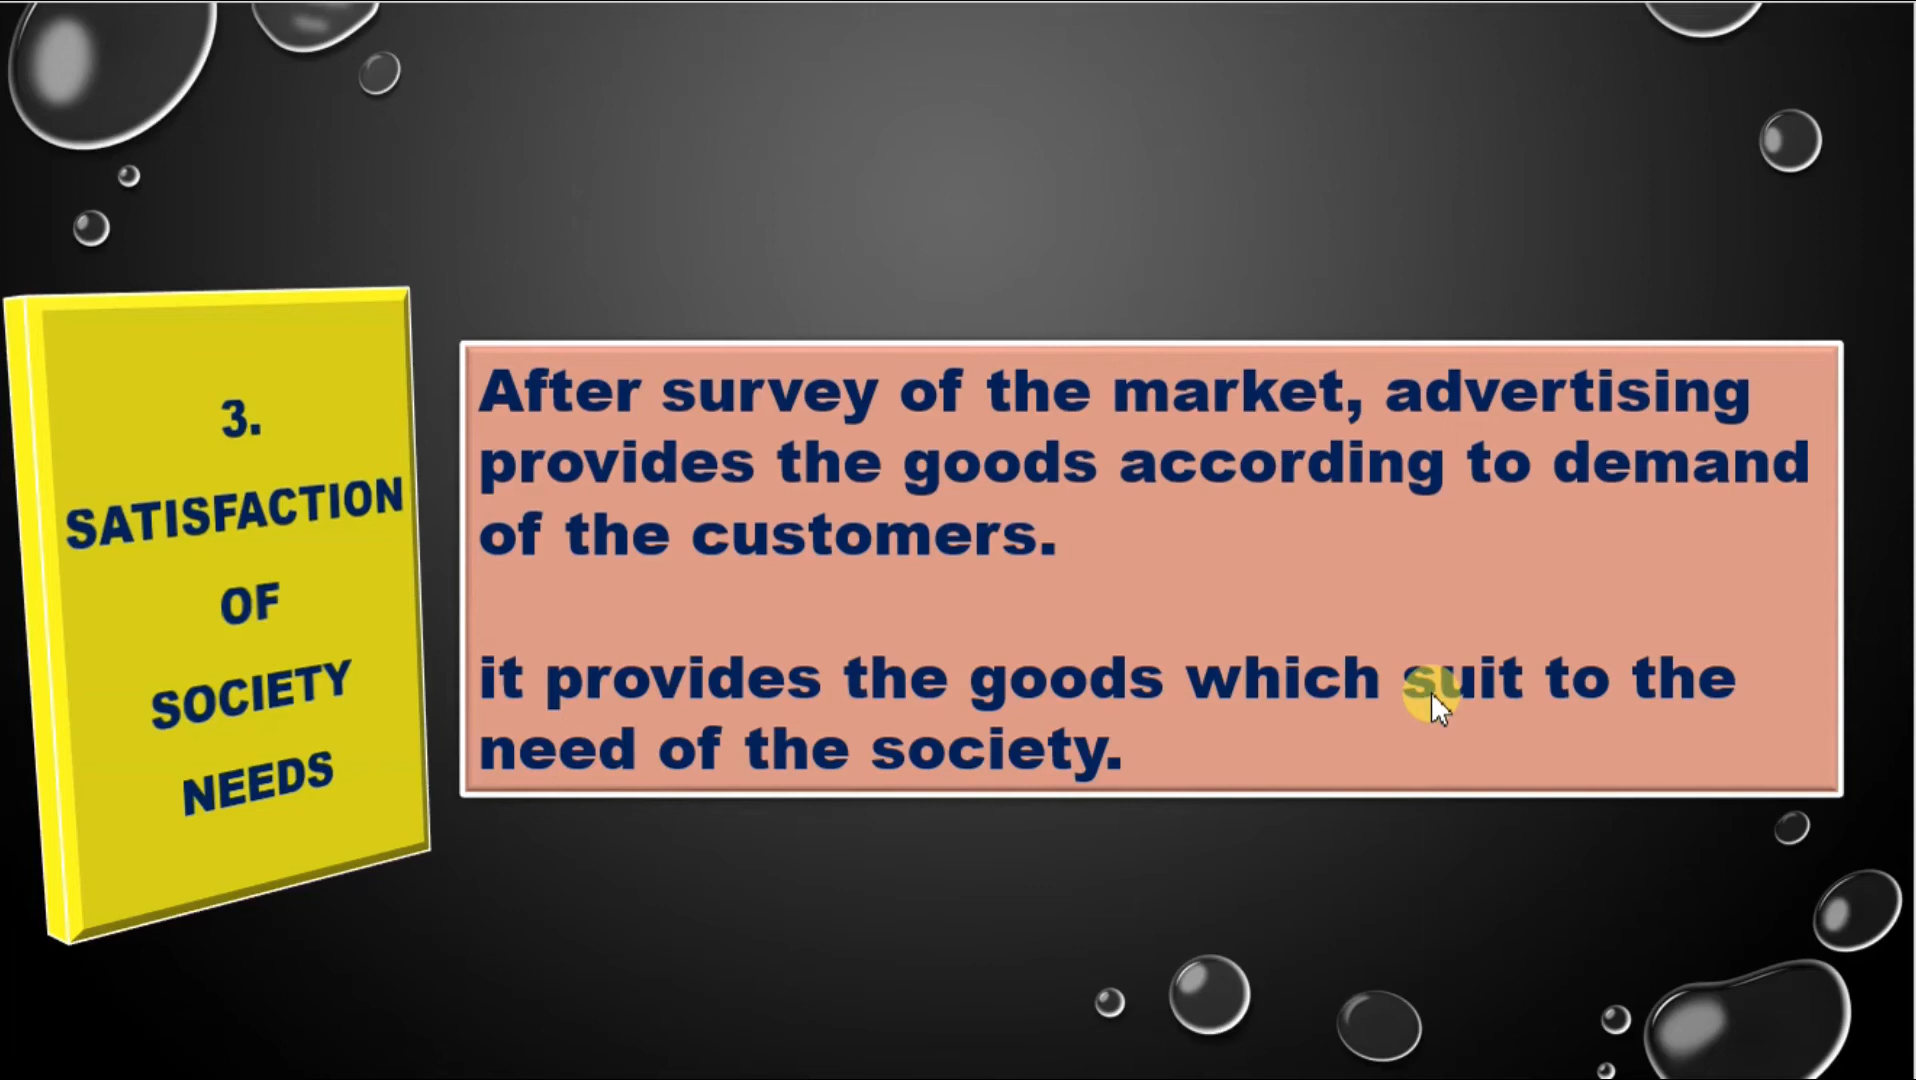 3.
SATISFACTION
OF
SOCIETY
NEEDS
After survey of the market, advertising
provides the goods according to demand
of the customers.
it provides the goods which suit to the
need of the society.